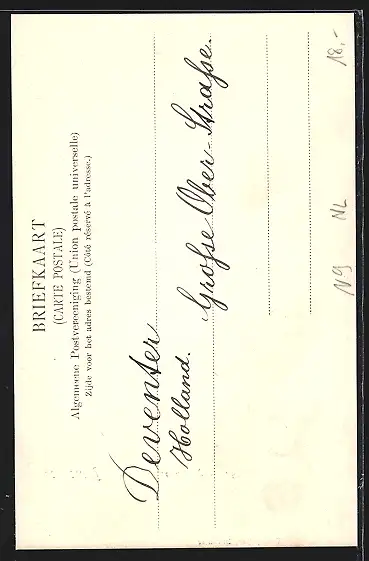 BRIEFKAART
(CARTE POSTALE)
Algemeene Postvereeniging (Union postale universelle)
Zijde voor het adres bestemd (Côté réservé à l'adresse.)
Deventer
Holland.
Große Ober-Straße.
18,-
NL